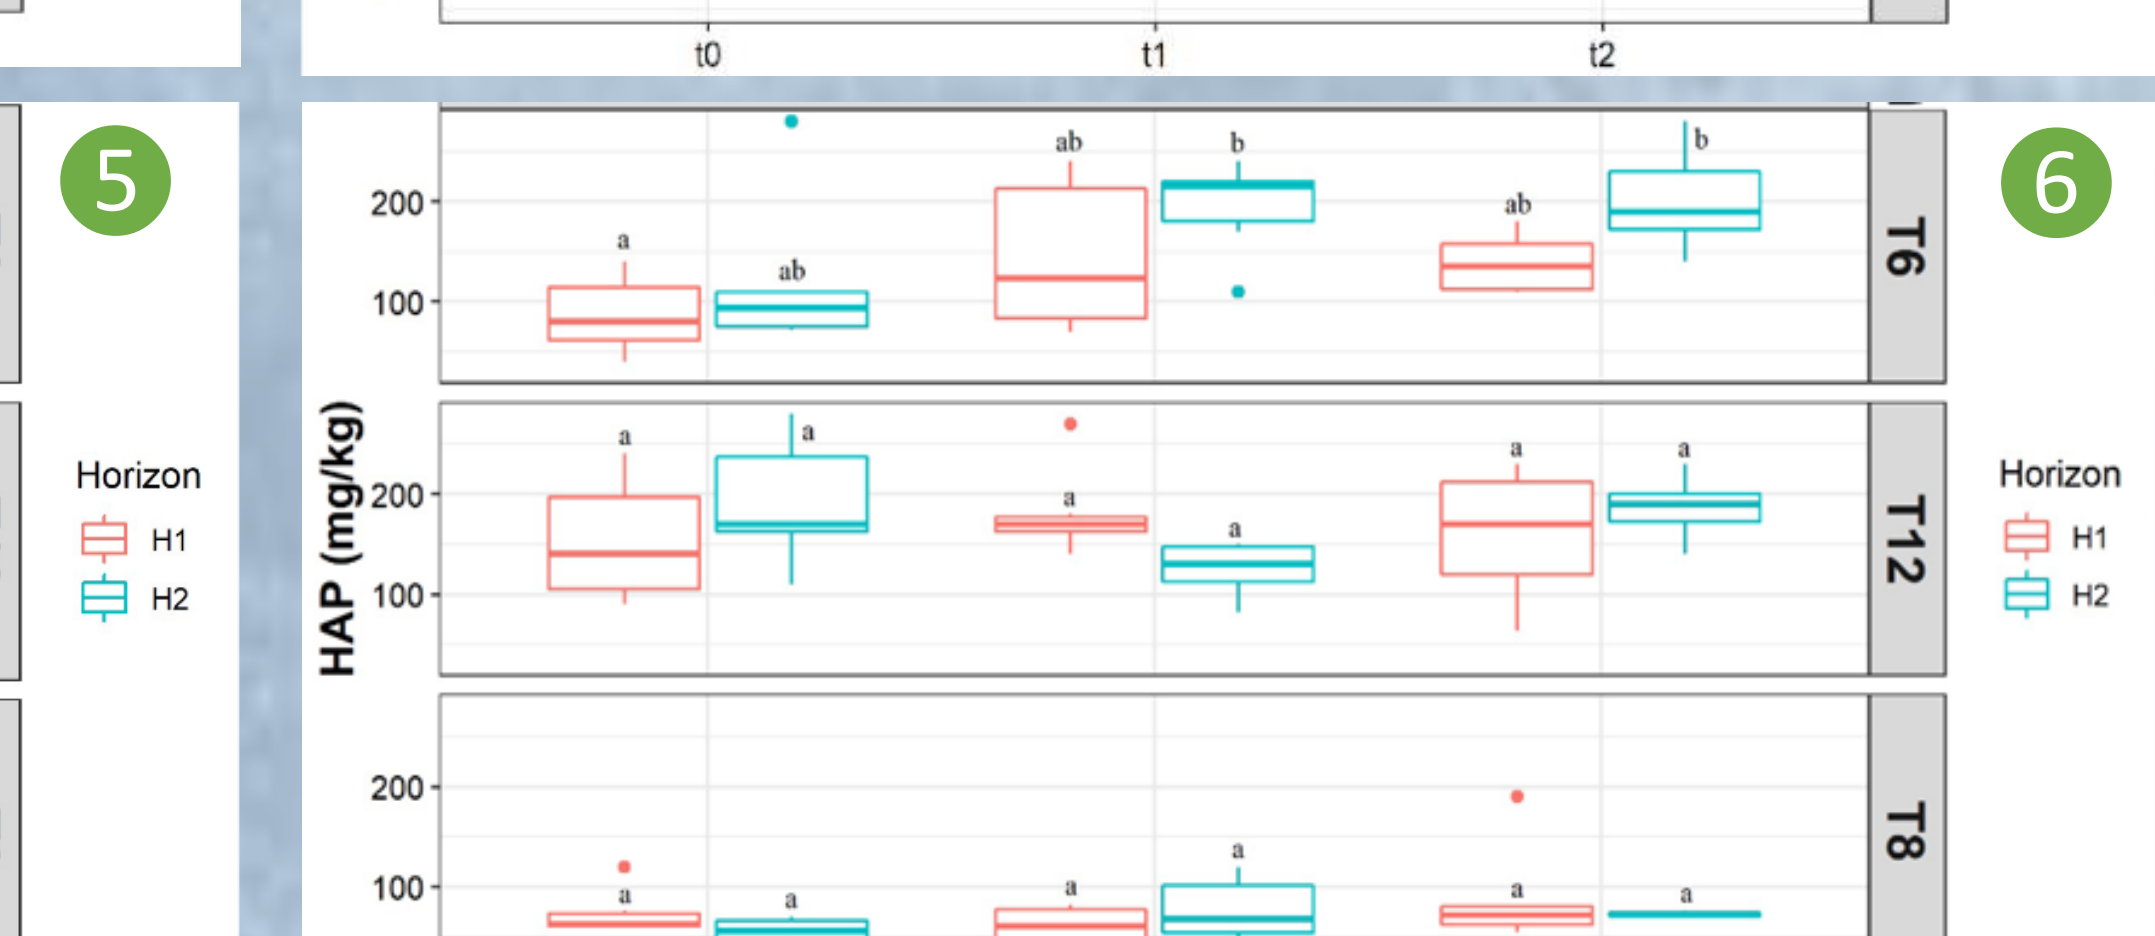 t0 t1 t2
5
6
ab b b
200
a ab ab
100
T6
Horizon
H1
H2
HAP (mg/kg)
a a a a
200
a a
100
T12
Horizon
H1
H2
200
a
100
a a a a a
T8